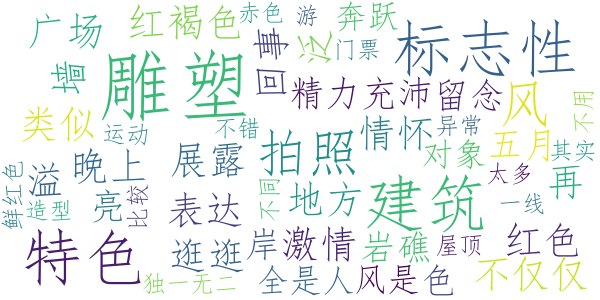 广场
红褐色
赤色
游
奔跃
标志性
墙
雕塑
事
回
泛
门票
精力充沛
留念
风
不用
类似
运动
不错
拍照
情怀
异常
五月
其实
鲜红色
溢
晚上
展露
对象
太多
再
造型
亮
比较
表达
不同
地方
建筑
一线
特色
逛逛
岸
激情
岩礁
屋顶
红色
独一无二
全是人
风是
色
不仅仅